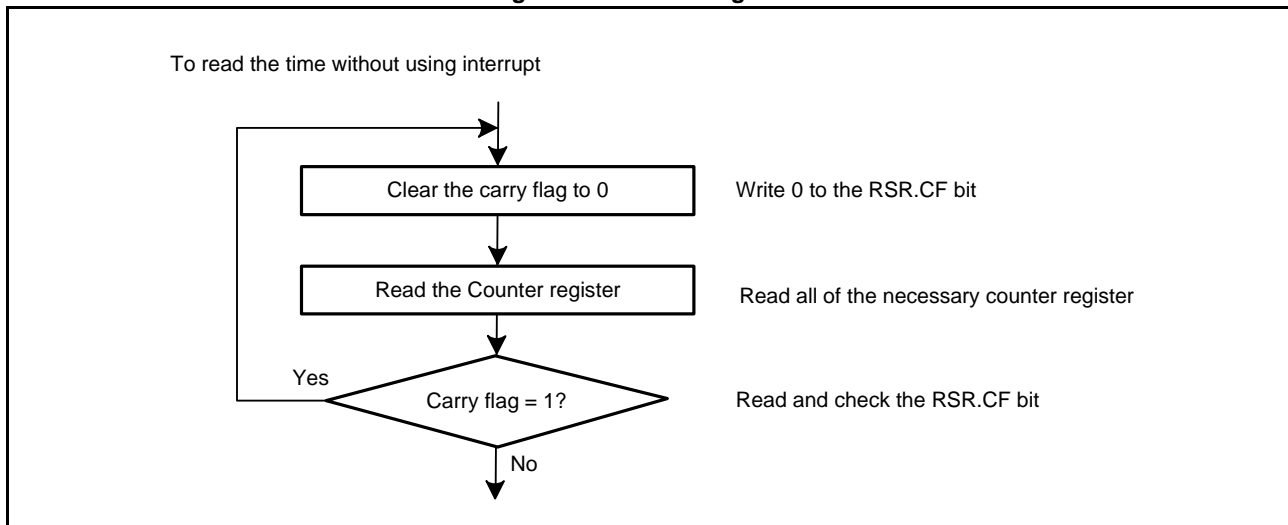 To read the time without using interrupt
Clear the carry flag to 0
Write 0 to the RSR.CF bit
Read the Counter register
Read all of the necessary counter register
Yes
Carry flag = 1?
Read and check the RSR.CF bit
No